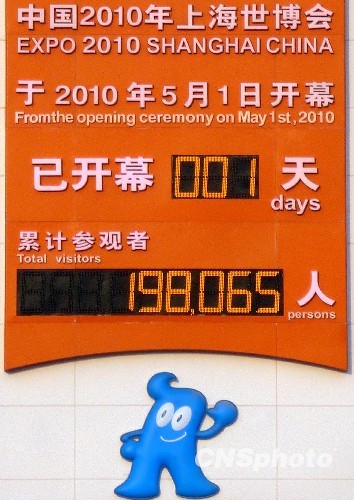 中国2010年上海世博会
EXPO 2010 SHANGHAI CHINA
于 2010 年 5 月 1 日 开 幕
Fromthe opening ceremony on May 1st, 2010
已开幕 001 天
days
累计参观者
Total visitors
198,065 人
persons
CNSphoto